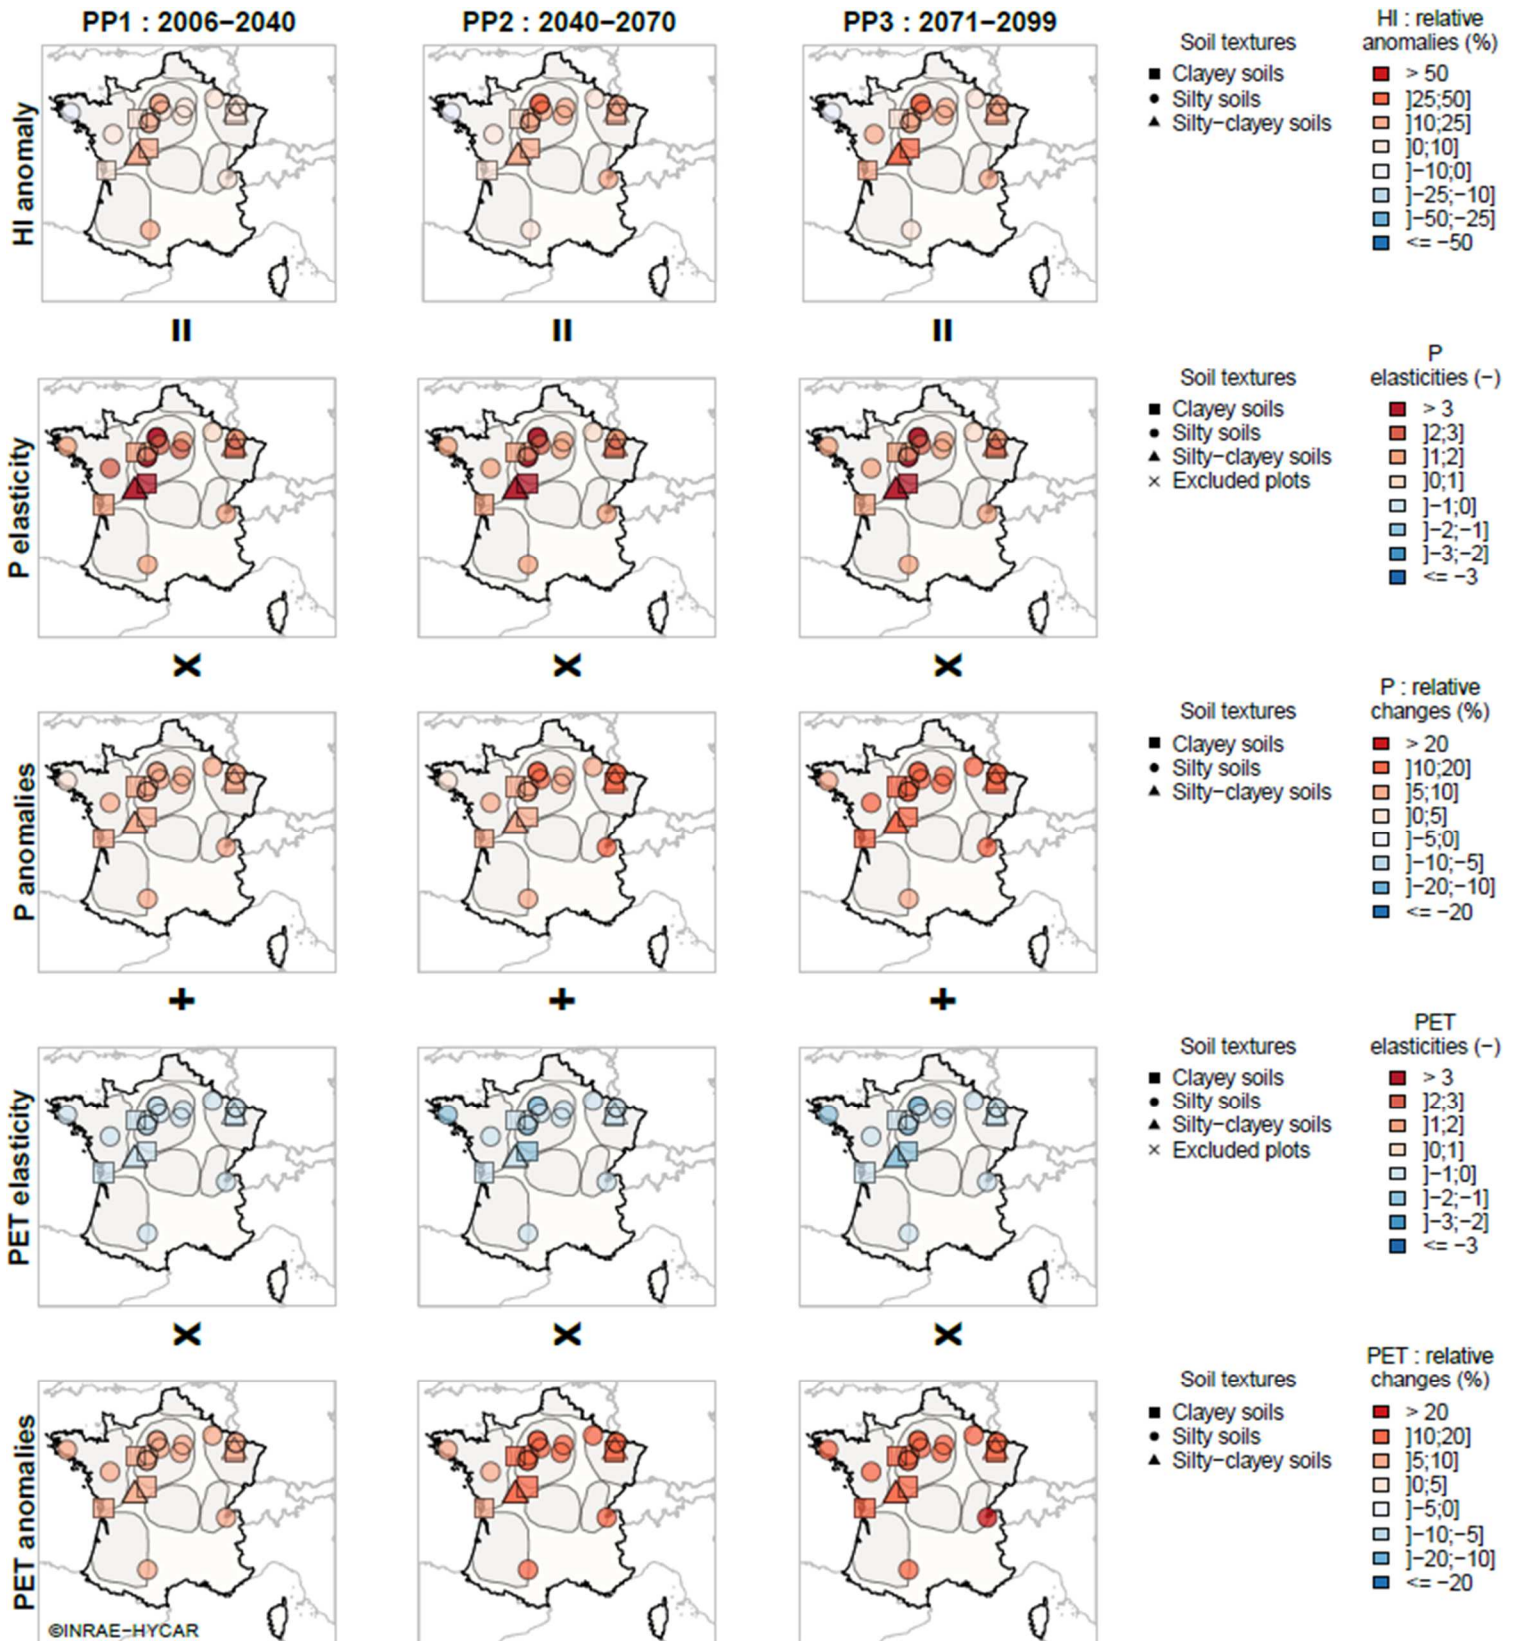 PP1 : 2006−2040
PP2 : 2040−2070
PP3 : 2071−2099
HI anomaly
Soil textures
Clayey soils
Silty soils
Silty−clayey soils
HI : relative
anomalies (%)
> 50
]25;50]
]10;25]
]0;10]
]−10;0]
]−25;−10]
]−50;−25]
<= −50
=
=
=
P elasticity
Soil textures
Clayey soils
Silty soils
Silty−clayey soils
× Excluded plots
P
elasticities (−)
> 3
]2;3]
]1;2]
]0;1]
]−1;0]
]−2;−1]
]−3;−2]
<= −3
x
x
x
P anomalies
Soil textures
Clayey soils
Silty soils
Silty−clayey soils
P : relative
changes (%)
> 20
]10;20]
]5;10]
]0;5]
]−5;0]
]−10;−5]
]−20;−10]
<= −20
+
+
+
PET elasticity
Soil textures
Clayey soils
Silty soils
Silty−clayey soils
× Excluded plots
PET
elasticities (−)
> 3
]2;3]
]1;2]
]0;1]
]−1;0]
]−2;−1]
]−3;−2]
<= −3
x
x
x
PET anomalies
Soil textures
Clayey soils
Silty soils
Silty−clayey soils
PET : relative
changes (%)
> 20
]10;20]
]5;10]
]0;5]
]−5;0]
]−10;−5]
]−20;−10]
<= −20
©INRAE−HYCAR